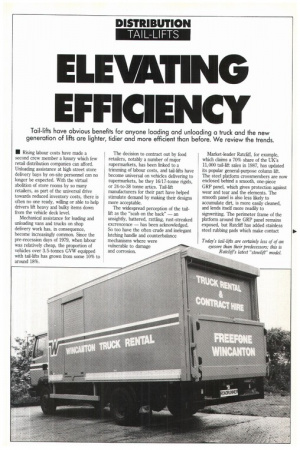 DISTRIBUTION
TAIL-LIFTS
ELEVATING
EFFICIENCY
Tail-lifts have obvious benefits for anyone loading and unloading a truck and the new
generation of lifts are lighter, tidier and more efficient than before. We review the trends.
■ Rising labour costs have made a
second crew member a luxury which few
retail distribution companies can afford.
Unloading assistance at high street store
delivery bays by on-site personnel can no
longer be expected. With the virtual
abolition of store rooms by so many
retailers, as part of the universal drive
towards reduced inventory costs, there is
often no one ready, willing or able to help
drivers lift heavy and bulky items down
from the vehicle deck level.
Mechanical assistance for loading and
unloading vans and trucks on shop
delivery work has, in consequence,
become increasingly common. Since the
pre-recession days of 1979, when labour
was relatively cheap, the proportion of
vehicles over 3.5-tonnes GVW equipped
with tail-lifts has grown from some 10% to
around 18%.
The decision to contract out by food
retailers, notably a number of major
supermarkets, has been linked to a
trimming of labour costs, and tail-lifts have
become universal on vehicles delivering to
supermarkets, be they 16/17-tonne rigids,
or 24-to-38 tonne artics. Tail-lift
manufacturers for their part have helped
stimulate demand by making their designs
more acceptable.
The widespread perception of the tail-
lift as the "scab on the back" — an
unsightly, battered, rattling, rust-streaked
excrescence — has been acknowledged.
So too have the often crude and inelegant
latching handle and counterbalance
mechanisms which were
vulnerable to damage
and corrosion.
Market-leader Ratcliff, for example,
which claims a 70% share of the UK's
11,000 tail-lift sales in 1987, has updated
its popular general-purpose column lift.
The steel platform crossmembers are now
enclosed behind a smooth, one-piece
GRP panel, which gives protection against
wear and tear and the elements. The
smooth panel is also less likely to
accumulate dirt, is more easily cleaned,
and lends itself more readily to
signwriting. The perimeter frame of the
platform around the GRP panel remains
exposed, but Ratcliff has added stainless
steel rubbing pads which make contact
Today's tail-lifts are certainly less of an
eyesore than their predecessors; this is
Ratcliff's latest "cleanlift" model.
TRUCK RENTAL
CONTRACT HIRE
FREEFONE
WINCANTON
WINCANTON TRUCK RENTAL